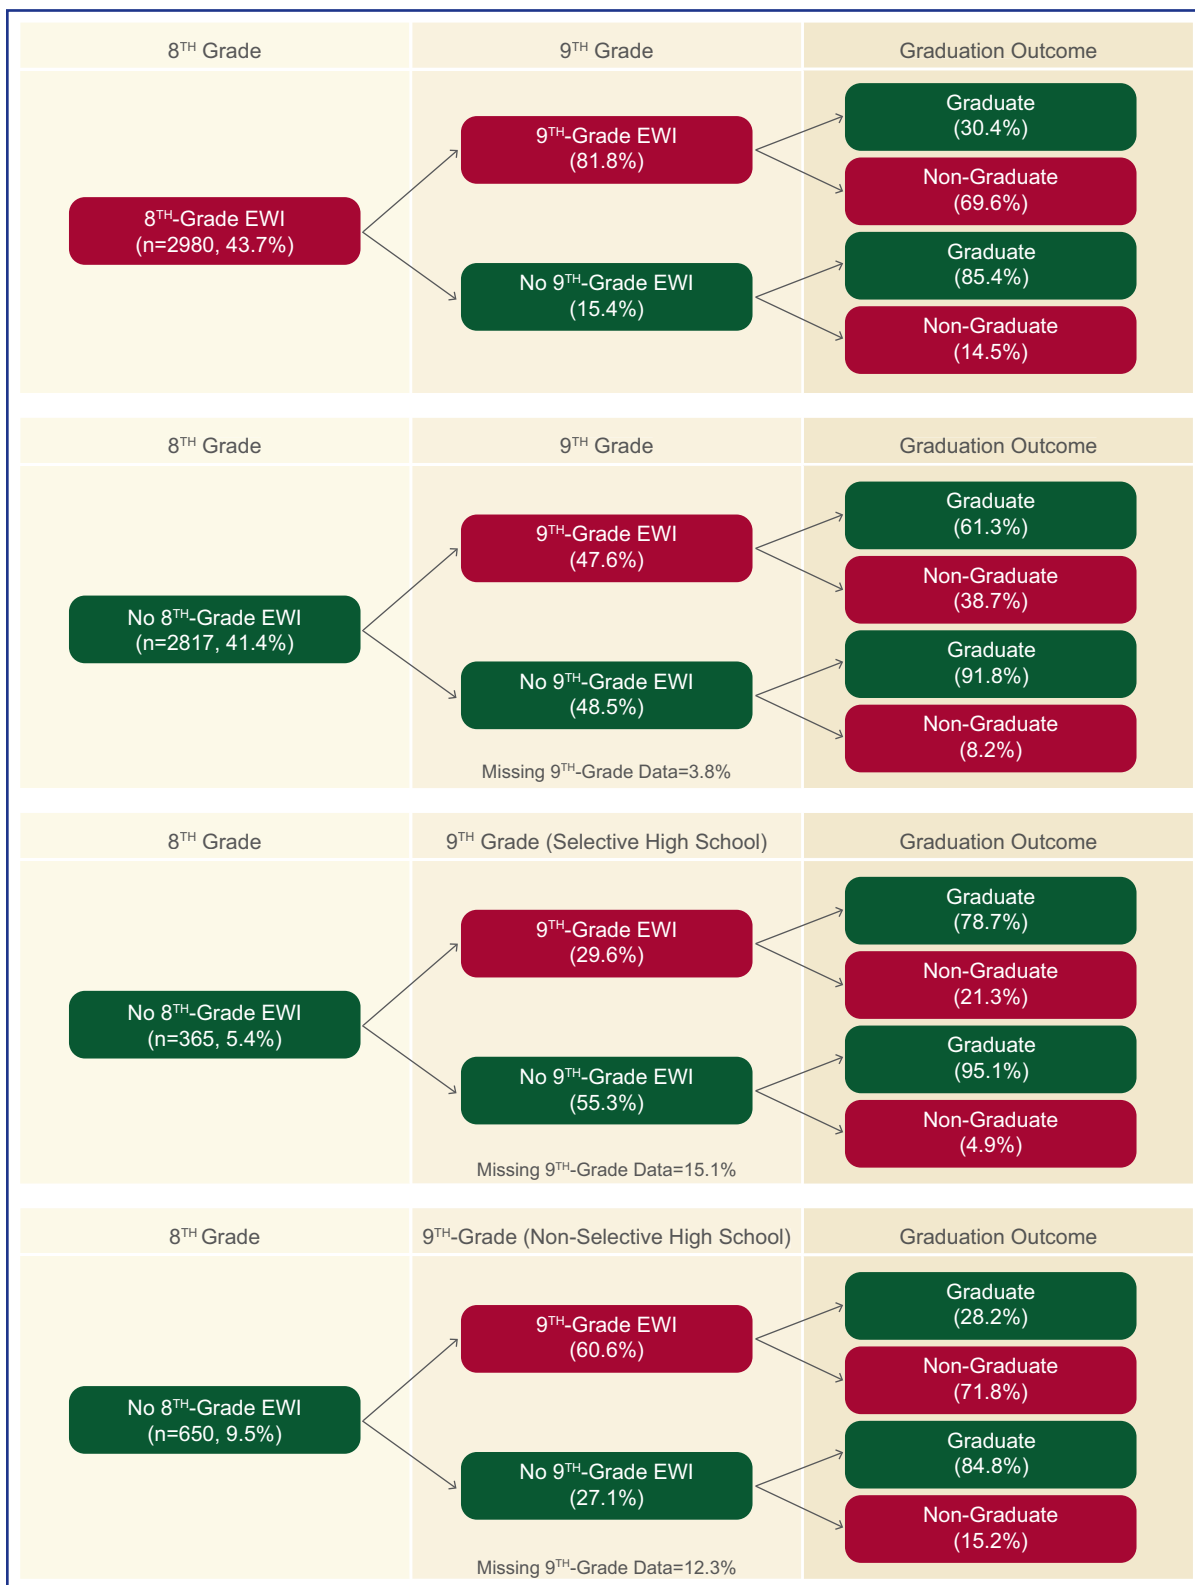 8TH Grade
9TH Grade
Graduation Outcome
8TH-Grade EWI
(n=2980, 43.7%)
9TH-Grade EWI
(81.8%)
No 9TH-Grade EWI
(15.4%)
Graduate
(30.4%)
Non-Graduate
(69.6%)
Graduate
(85.4%)
Non-Graduate
(14.5%)
8TH Grade
9TH Grade
Graduation Outcome
No 8TH-Grade EWI
(n=2817, 41.4%)
9TH-Grade EWI
(47.6%)
No 9TH-Grade EWI
(48.5%)
Missing 9TH-Grade Data=3.8%
Graduate
(61.3%)
Non-Graduate
(38.7%)
Graduate
(91.8%)
Non-Graduate
(8.2%)
8TH Grade
9TH Grade (Selective High School)
Graduation Outcome
No 8TH-Grade EWI
(n=365, 5.4%)
9TH-Grade EWI
(29.6%)
No 9TH-Grade EWI
(55.3%)
Missing 9TH-Grade Data=15.1%
Graduate
(78.7%)
Non-Graduate
(21.3%)
Graduate
(95.1%)
Non-Graduate
(4.9%)
8TH Grade
9TH-Grade (Non-Selective High School)
Graduation Outcome
No 8TH-Grade EWI
(n=650, 9.5%)
9TH-Grade EWI
(60.6%)
No 9TH-Grade EWI
(27.1%)
Missing 9TH-Grade Data=12.3%
Graduate
(28.2%)
Non-Graduate
(71.8%)
Graduate
(84.8%)
Non-Graduate
(15.2%)